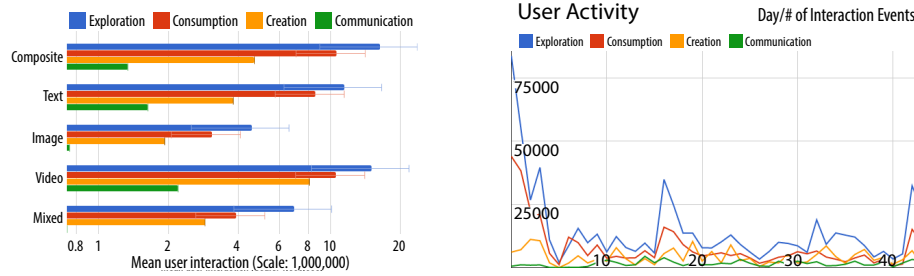 Exploration Consumption Creation Communication
Composite
Text
Image
Video
Mixed
0.8 1 2 4 6 8 10 20
Mean user interaction (Scale: 1,000,000)
User Activity
Day/# of Interaction Events
Exploration Consumption Creation Communication
75000
50000
25000
10 20 30 40